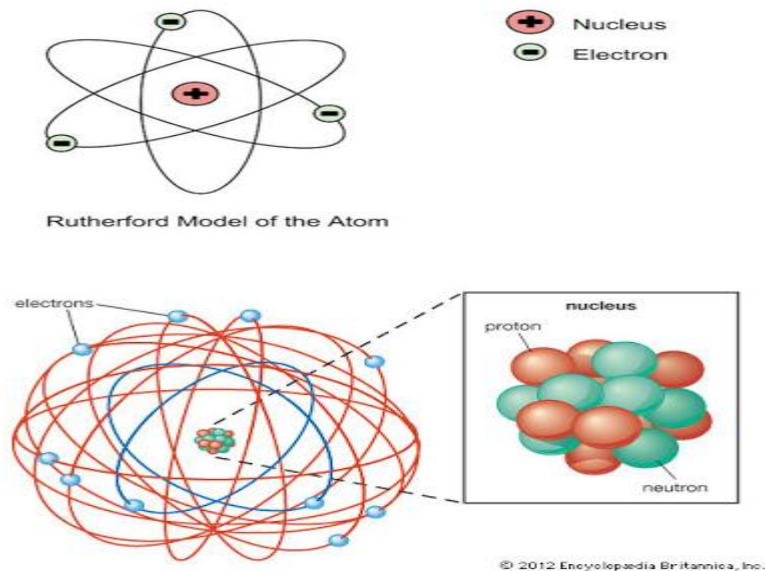 Nucleus
Electron
Rutherford Model of the Atom
electrons
nucleus
proton
neutron
© 2012 Encyclopædia Britannica, Inc.